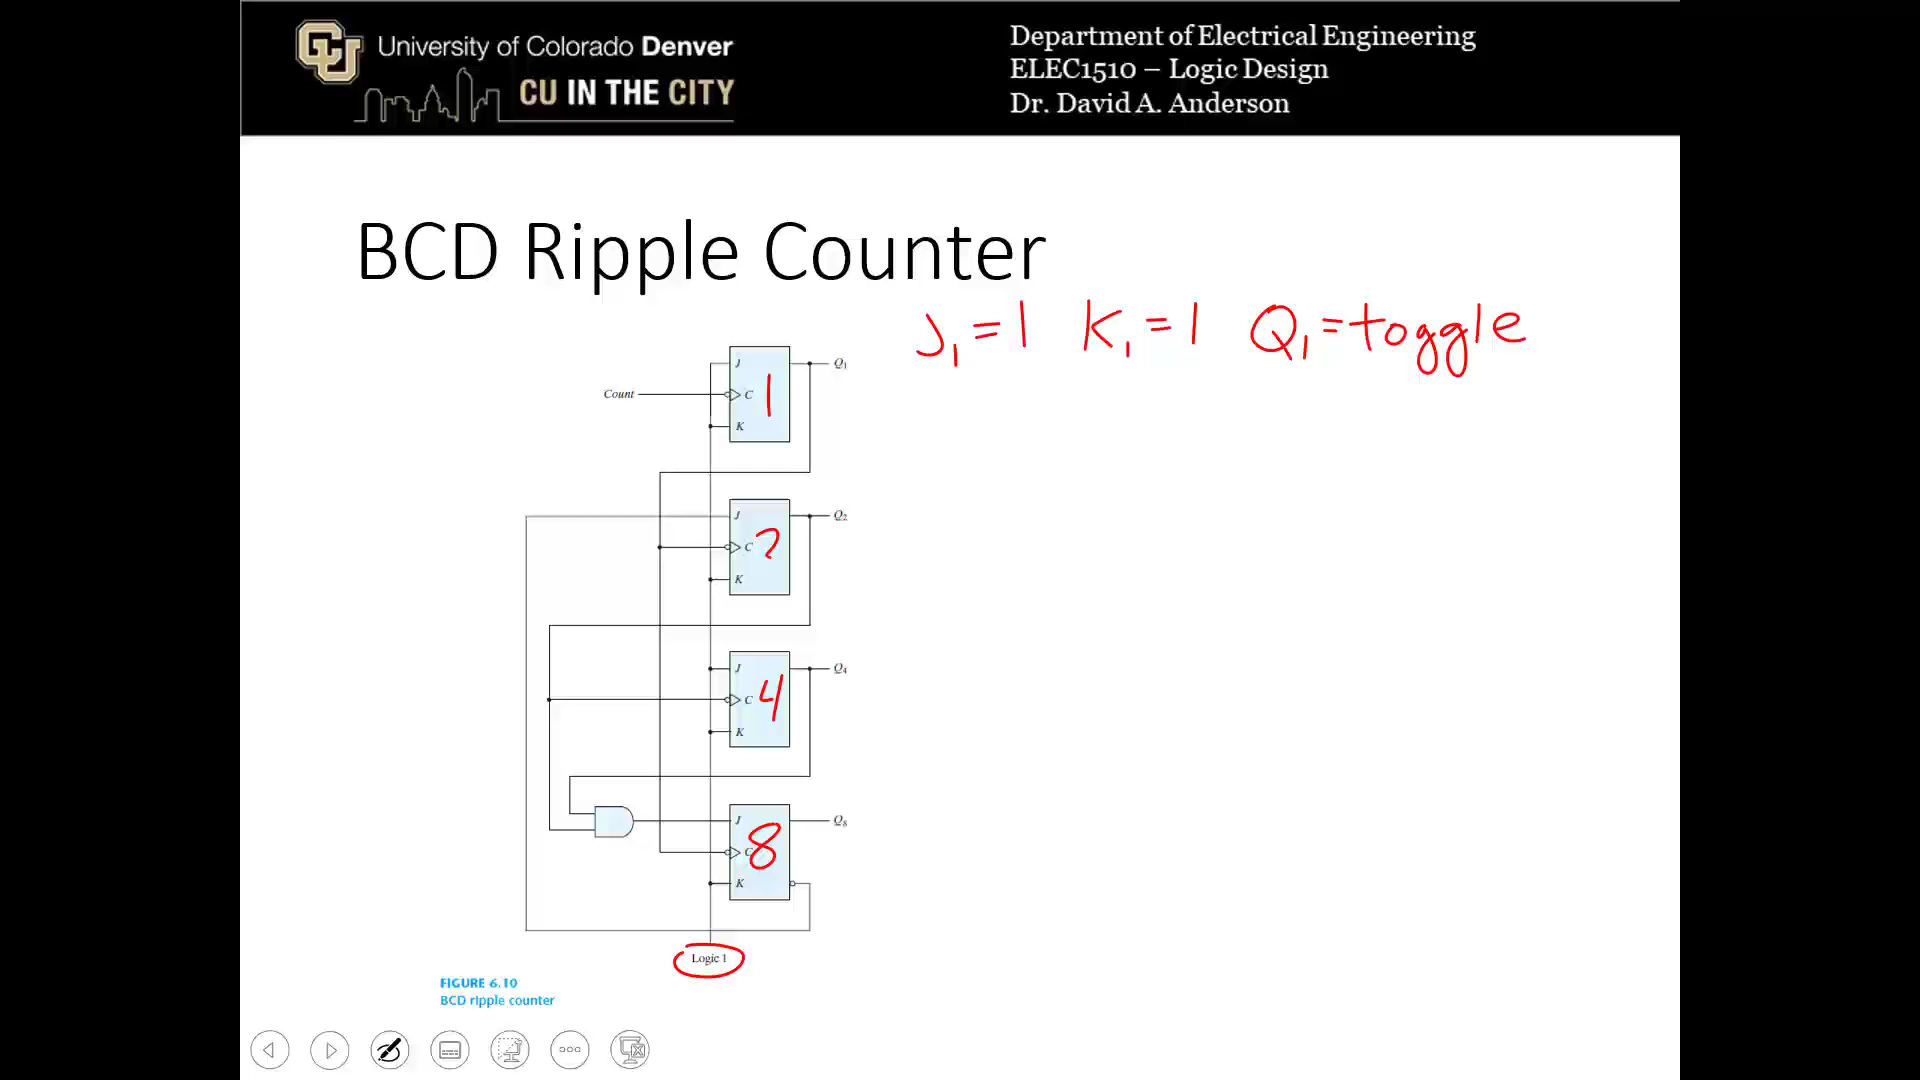 University of Colorado Denver
CU IN THE CITY
Department of Electrical Engineering
ELEC1510 – Logic Design
Dr. David A. Anderson
BCD Ripple Counter
J₁ = 1 K₁ = 1 Q₁ = toggle
J
Q₁
Count
C
1
K
J
Q₂
C
2
K
J
Q₄
C
4
K
J
Q₈
C
8
K
Logic 1
FIGURE 6.10
BCD ripple counter